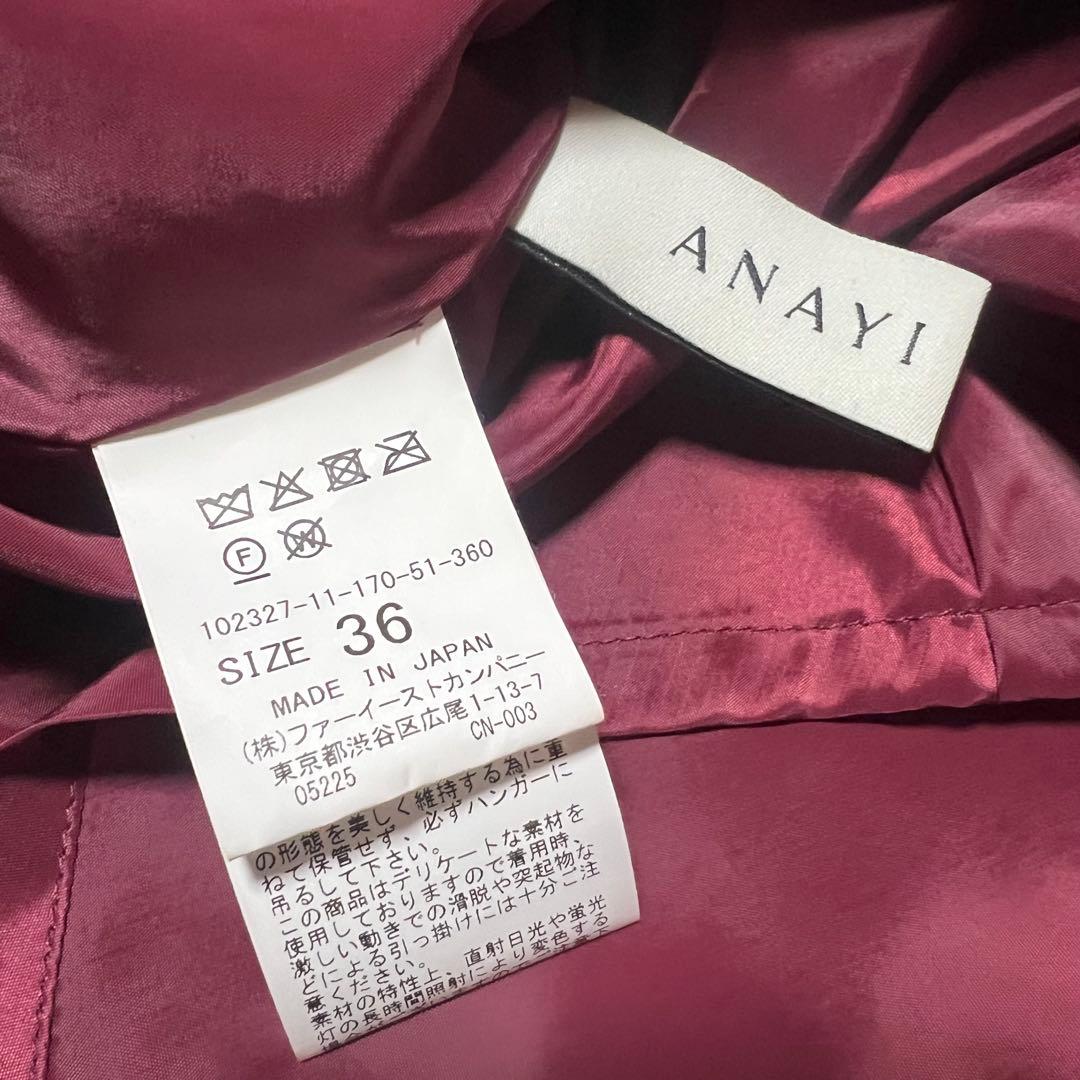 ANAYI
F
W
102327-11-170-51-360
SIZE 36
MADE IN JAPAN
(株)ファーイーストカンパニー
東京都渋谷区広尾1-13-7
05225 CN-003
の形態を美しく維持する為に重
ねて保管せず、必ずハンガーに
吊るして下さい。
この商品はデリケートな素材を
使用しておりますので着用時、
激しい動きでの滑脱や突起物な
どによる引っ掛けには十分ご注
意ください。
素材の特性上、直射日光や蛍光
灯の長時間照射により変色する